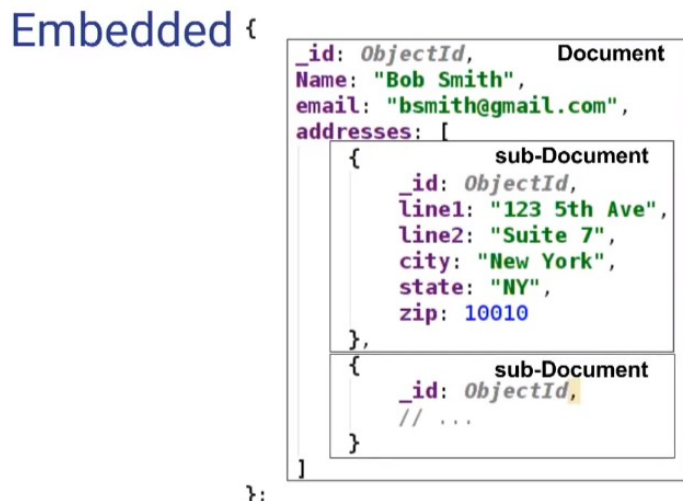 Embedded {
_id: ObjectId, Document
Name: "Bob Smith",
email: "bsmith@gmail.com",
addresses: [
{ sub-Document
_id: ObjectId,
line1: "123 5th Ave",
line2: "Suite 7",
city: "New York",
state: "NY",
zip: 10010
},
{ sub-Document
_id: ObjectId,
// ...
}
]
};